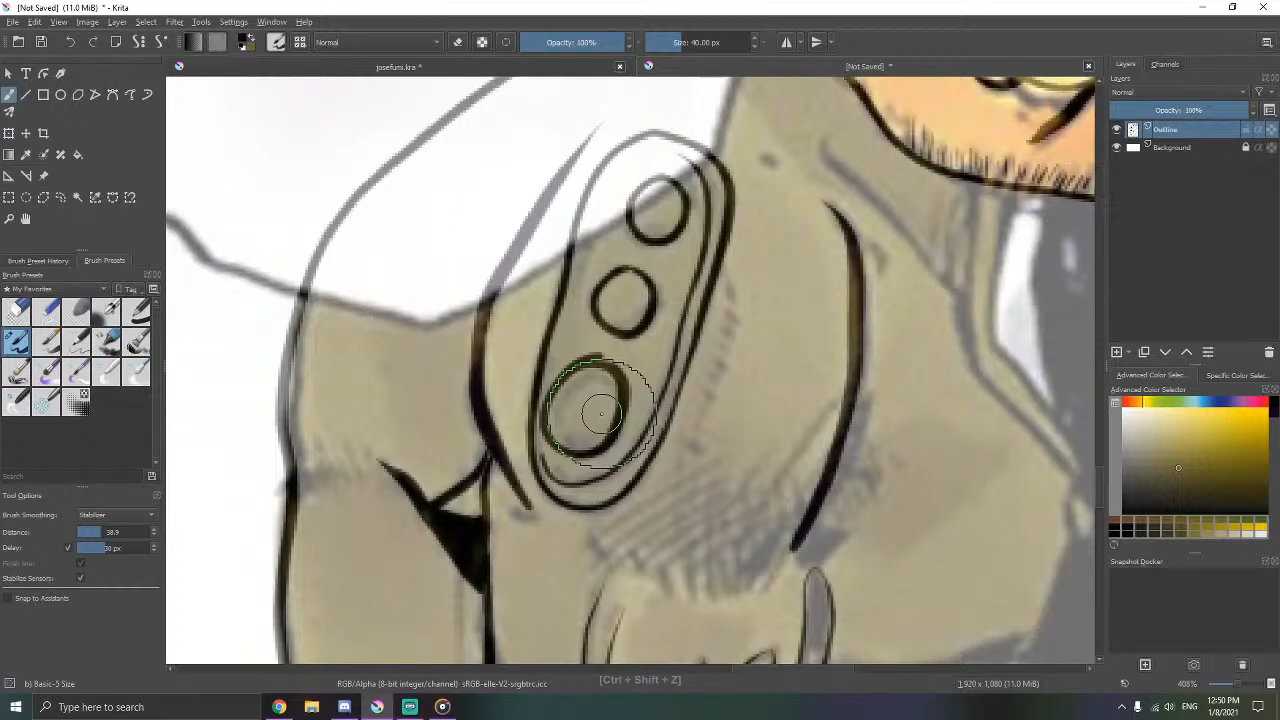 [Not Saved] (11.0 MiB) * - Krita
File Edit View Image Layer Select Filter Tools Settings Window Help
Normal
Opacity: 100%
Size: 40.00 px
josefumi.kra *
[Not Saved] *
Layers Channels
Layers
Normal
Opacity: 100%
Outline
Background
Brush Preset History Brush Presets
Brush Presets
My Favorites
Tag
Search
Tool Options
Brush Smoothing: Stabilizer
Distance: 38.9
Delay: 30 px
Finish line:
Stabilize Sensors:
Snap to Assistants
Advanced Color Selec... Specific Color Selec...
Advanced Color Selector
Snapshot Docker
b) Basic-5 Size
RGB/Alpha (8-bit integer/channel) sRGB-elle-V2-srgbtrc.icc
[Ctrl + Shift + Z]
1,920 x 1,080 (11.0 MiB)
408%
Type here to search
ENG
12:50 PM
1/8/2021